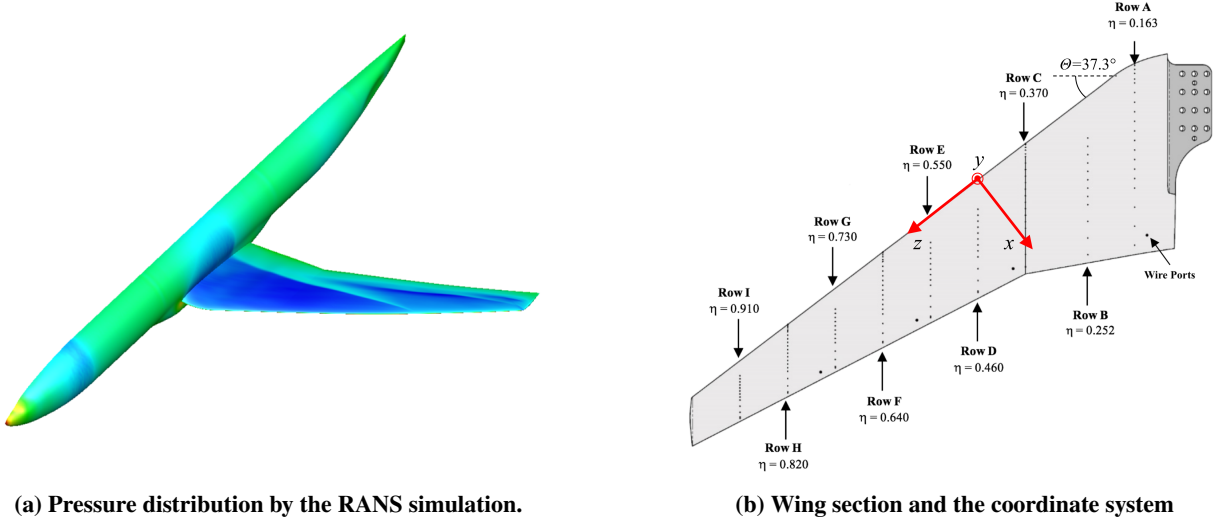 Row A
η = 0.163
Θ=37.3°
Row C
η = 0.370
Row E
η = 0.550
y
z
x
Row G
η = 0.730
Wire Ports
Row I
η = 0.910
Row B
η = 0.252
Row D
η = 0.460
Row F
η = 0.640
Row H
η = 0.820
(a) Pressure distribution by the RANS simulation.
(b) Wing section and the coordinate system